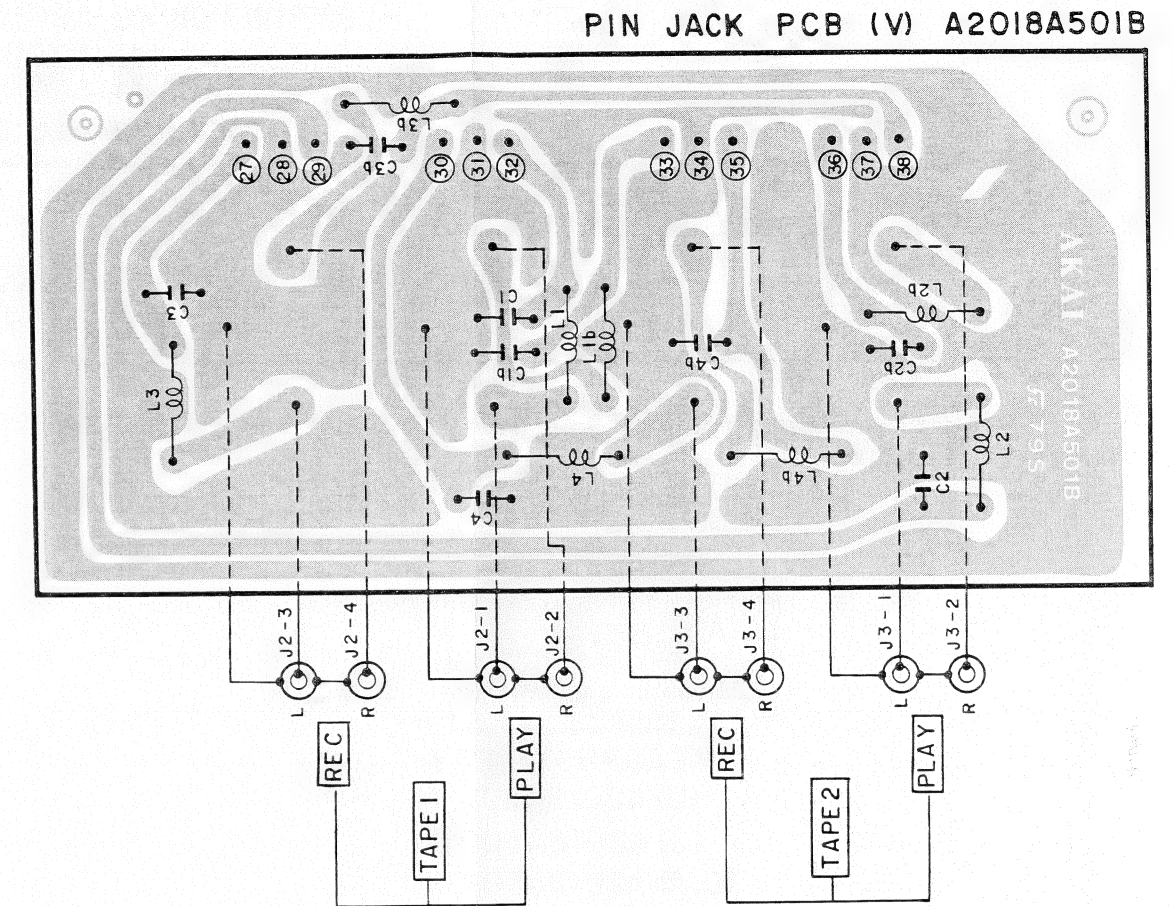 PIN JACK PCB (V) A2018A501B
L3b
C3b
27 28 29 30 31 32 33 34 35 36 37 38
AKAI A2018A501B
C3
C1
L1
L1b
L2b
C1b
C4b
C2b
L3
L2
L4
L4b
C2
C4
J2-3 J2-4 J2-1 J2-2 J3-3 J3-4 J3-1 J3-2
L R L R L R L R
REC PLAY REC PLAY
TAPE 1 TAPE 2